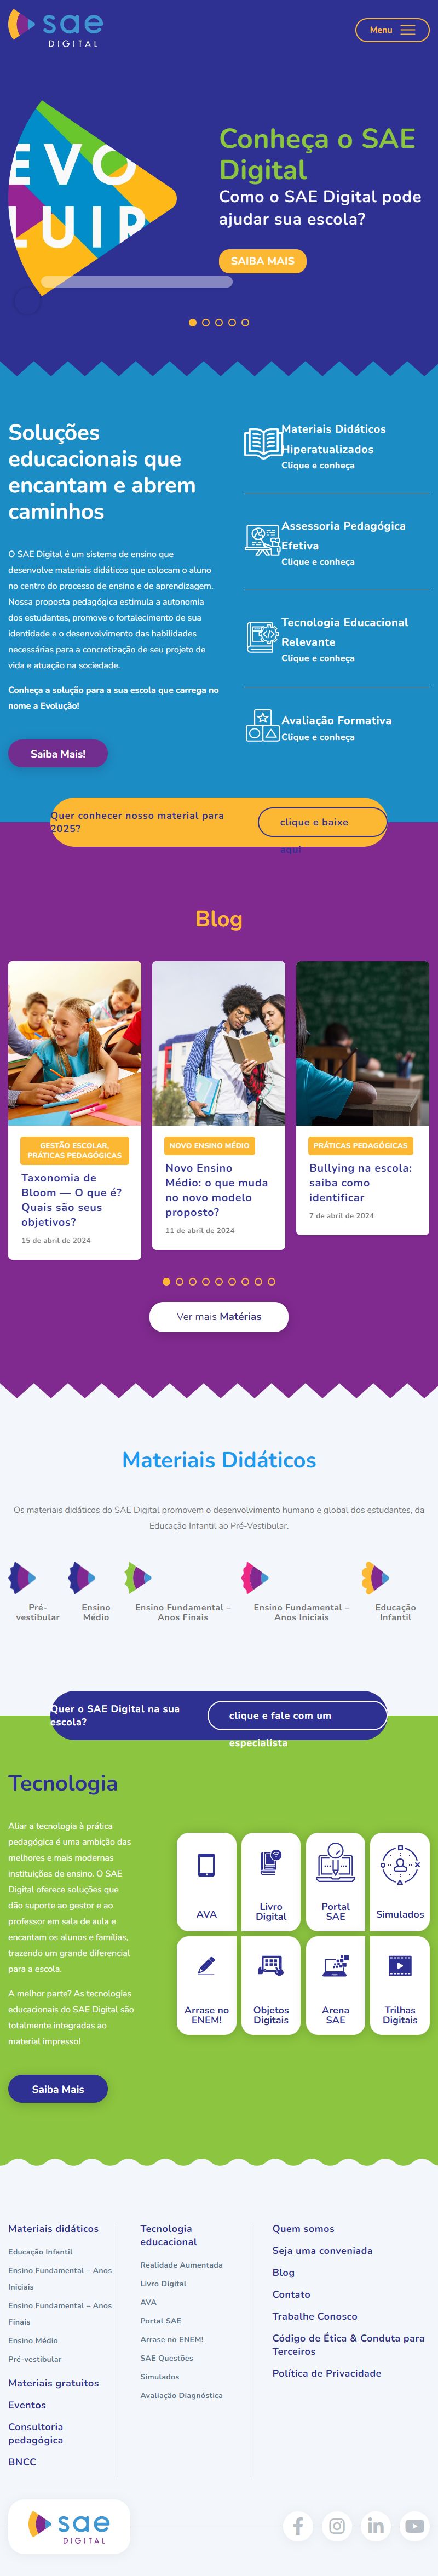 sae
DIGITAL
Menu
EVO
LUIR
Conheça o SAE
Digital
Como o SAE Digital pode
ajudar sua escola?
SAIBA MAIS
Soluções
educacionais que
encantam e abrem
caminhos
O SAE Digital é um sistema de ensino que
desenvolve materiais didáticos que colocam o aluno
no centro do processo de ensino e de aprendizagem.
Nossa proposta pedagógica estimula a autonomia
dos estudantes, promove o fortalecimento de sua
identidade e o desenvolvimento das habilidades
necessárias para a concretização de seu projeto de
vida e atuação na sociedade.
Conheça a solução para a sua escola que carrega no
nome a Evolução!
Saiba Mais!
Materiais Didáticos
Hiperatualizados
Clique e conheça
Assessoria Pedagógica
Efetiva
Clique e conheça
Tecnologia Educacional
Relevante
Clique e conheça
Avaliação Formativa
Clique e conheça
Quer conhecer nosso material para
2025?
clique e baixe
aqui
Blog
GESTÃO ESCOLAR,
PRÁTICAS PEDAGÓGICAS
Taxonomia de
Bloom — O que é?
Quais são seus
objetivos?
15 de abril de 2024
NOVO ENSINO MÉDIO
Novo Ensino
Médio: o que muda
no novo modelo
proposto?
11 de abril de 2024
PRÁTICAS PEDAGÓGICAS
Bullying na escola:
saiba como
identificar
7 de abril de 2024
Ver mais Matérias
Materiais Didáticos
Os materiais didáticos do SAE Digital promovem o desenvolvimento humano e global dos estudantes, da
Educação Infantil ao Pré-Vestibular.
Pré-
vestibular
Ensino
Médio
Ensino Fundamental –
Anos Finais
Ensino Fundamental –
Anos Iniciais
Educação
Infantil
Quer o SAE Digital na sua
escola?
clique e fale com um
especialista
Tecnologia
Aliar a tecnologia à prática
pedagógica é uma ambição das
melhores e mais modernas
instituições de ensino. O SAE
Digital oferece soluções que
dão suporte ao gestor e ao
professor em sala de aula e
encantam os alunos e famílias,
trazendo um grande diferencial
para a escola.
A melhor parte? As tecnologias
educacionais do SAE Digital são
totalmente integradas ao
material impresso!
Saiba Mais
AVA
Livro
Digital
Portal
SAE
Simulados
Arrase no
ENEM!
Objetos
Digitais
Arena
SAE
Trilhas
Digitais
Materiais didáticos
Educação Infantil
Ensino Fundamental – Anos
Iniciais
Ensino Fundamental – Anos
Finais
Ensino Médio
Pré-vestibular
Materiais gratuitos
Eventos
Consultoria
pedagógica
BNCC
Tecnologia
educacional
Realidade Aumentada
Livro Digital
AVA
Portal SAE
Arrase no ENEM!
SAE Questões
Simulados
Avaliação Diagnóstica
Quem somos
Seja uma conveniada
Blog
Contato
Trabalhe Conosco
Código de Ética & Conduta para
Terceiros
Política de Privacidade
sae
DIGITAL